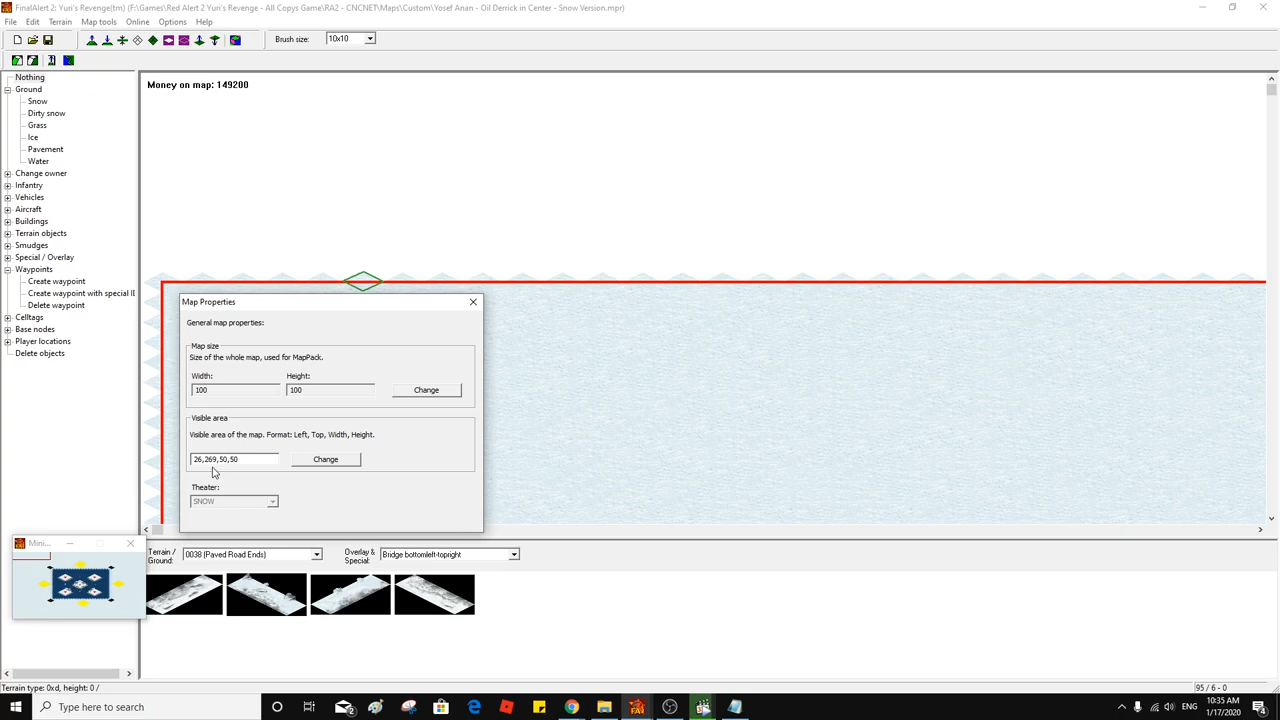 FinalAlert 2: Yuri's Revenge(tm) (F:\Games\Red Alert 2 Yuri's Revenge - All Copys Game\RA2 - CNCNET\Maps\Custom\Yosef Anan - Oil Derrick in Center - Snow Version.mpr)
File Edit Terrain Map tools Online Options Help
Brush size: 10x10
Nothing
Ground
Snow
Dirty snow
Grass
Ice
Pavement
Water
Change owner
Infantry
Vehicles
Aircraft
Buildings
Terrain objects
Smudges
Special / Overlay
Waypoints
Create waypoint
Create waypoint with special I
Delete waypoint
Celltags
Base nodes
Player locations
Delete objects
Money on map: 149200
Map Properties
General map properties:
Map size
Size of the whole map, used for MapPack.
Width: Height:
100 100 Change
Visible area
Visible area of the map. Format: Left, Top, Width, Height.
26,269,50,50 Change
Theater:
SNOW
Mini...
Terrain / Ground: 0038 (Paved Road Ends) Overlay & Special: Bridge bottomleft-topright
Terrain type: 0xd, height: 0 / 95 / 6 - 0
Type here to search
2
FA2
ENG 10:35 AM
1/17/2020